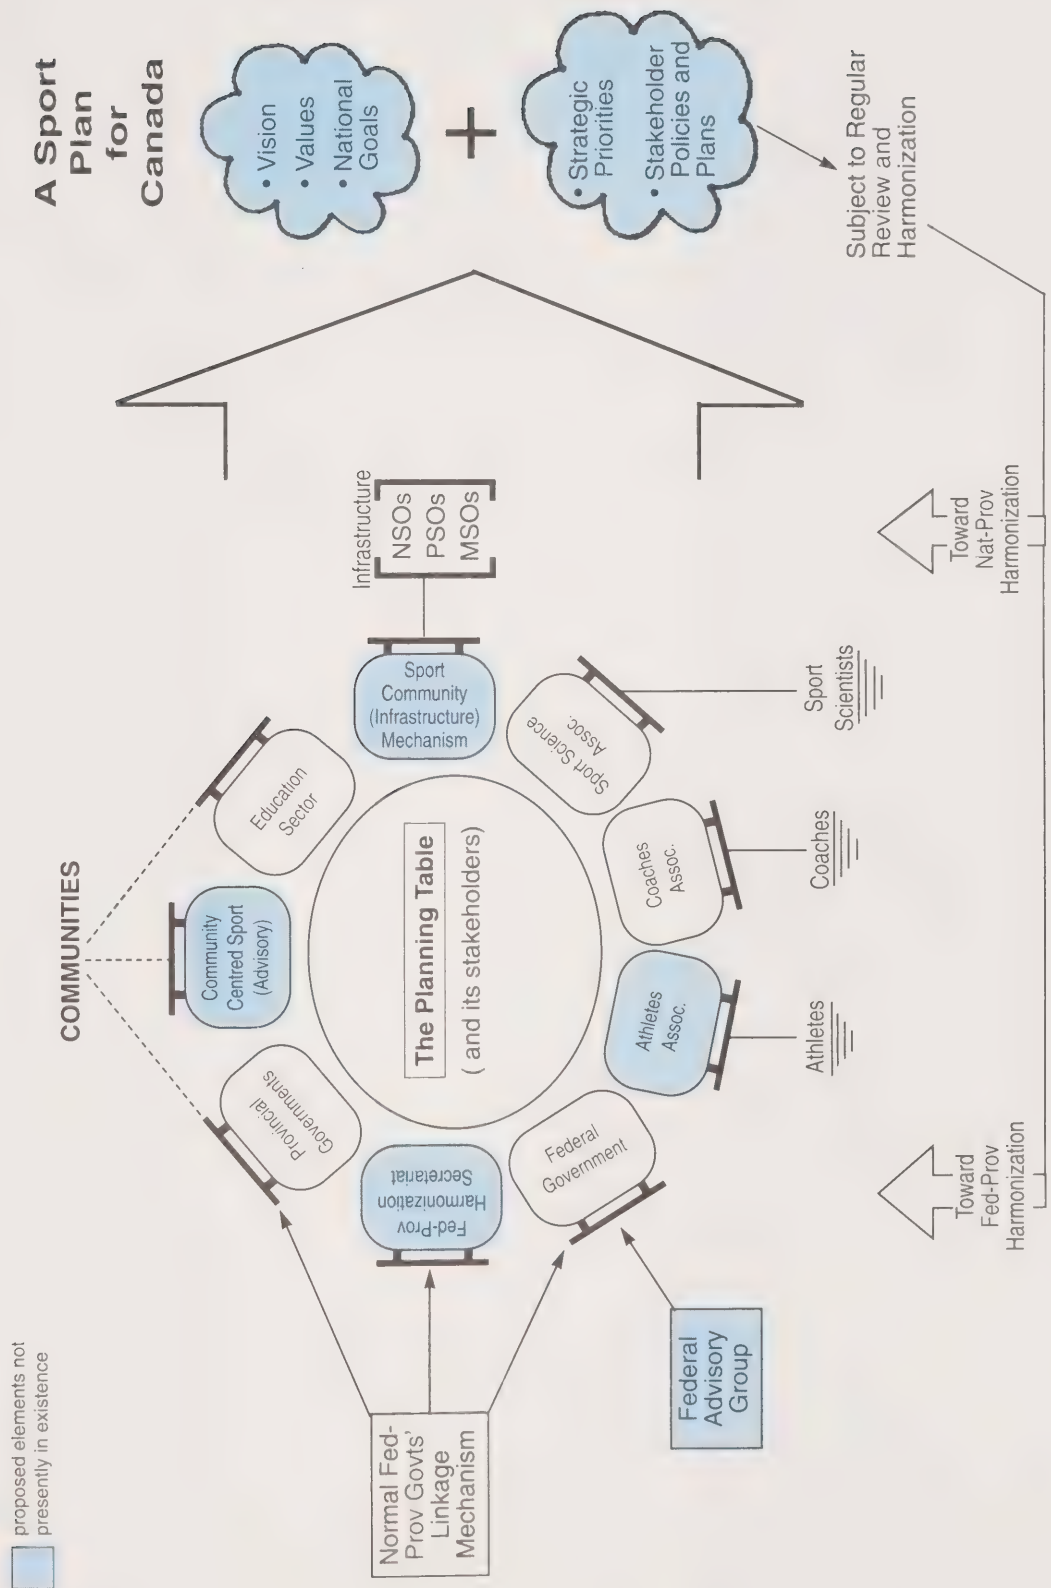 proposed elements not
presently in existence
COMMUNITIES
Provincial
Governments
Community
Centred Sport
(Advisory)
Education
Sector
Normal Fed-
Prov Govts'
Linkage
Mechanism
Fed-Prov
Harmonization
Secretariat
The Planning Table
( and its stakeholders)
Sport
Community
(Infrastructure)
Mechanism
Infrastructure
NSOs
PSOs
MSOs
Federal
Advisory
Group
Federal
Government
Athletes
Assoc.
Coaches
Assoc.
Sport Science
Assoc.
Athletes
Coaches
Sport
Scientists
Toward
Fed-Prov
Harmonization
Toward
Nat-Prov
Harmonization
A Sport
Plan
for
Canada
• Vision
• Values
• National
Goals
+
• Strategic
Priorities
• Stakeholder
Policies and
Plans
Subject to Regular
Review and
Harmonization